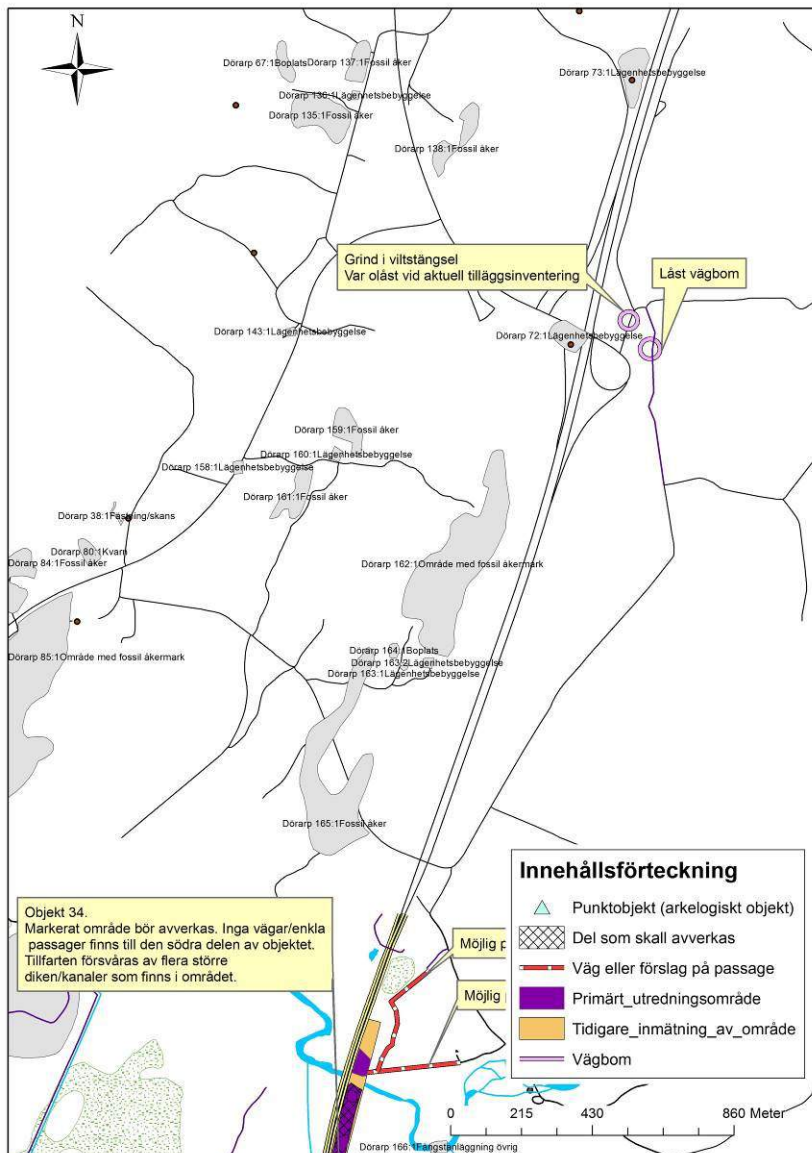 N
Dörarp 67:1Boplats
Dörarp 137:1Fossil åker
Dörarp 73:1Lägenhetsbebyggelse
Dörarp 136:1Lägenhetsbebyggelse
Dörarp 135:1Fossil åker
Dörarp 138:1Fossil åker
Grind i viltstängsel
Var olåst vid aktuell tilläggsinventering
Låst vägbom
Dörarp 143:1Lägenhetsbebyggelse
Dörarp 72:1Lägenhetsbebyggelse
Dörarp 159:1Fossil åker
Dörarp 160:1Lägenhetsbebyggelse
Dörarp 158:1Lägenhetsbebyggelse
Dörarp 161:1Fossil åker
Dörarp 38:1Fästning/skans
Dörarp 80:1Kvarn
Dörarp 84:1Fossil åker
Dörarp 162:1Område med fossil åkermark
Dörarp 164:1Boplats
Dörarp 85:1Område med fossil åkermark
Dörarp 163:2Lägenhetsbebyggelse
Dörarp 163:1Lägenhetsbebyggelse
Dörarp 165:1Fossil åker
Objekt 34.
Markerat område bör avverkas. Inga vägar/enkla
passager finns till den södra delen av objektet.
Tillfarten försvåras av flera större
diken/kanaler som finns i området.
Möjlig p
Möjlig p
Innehållsförteckning
Punktobjekt (arkelogiskt objekt)
Del som skall avverkas
Väg eller förslag på passage
Primärt_utredningsområde
Tidigare_inmätning_av_område
Vägbom
0 215 430 860 Meter
Dörarp 166:1Fångstanläggning övrig